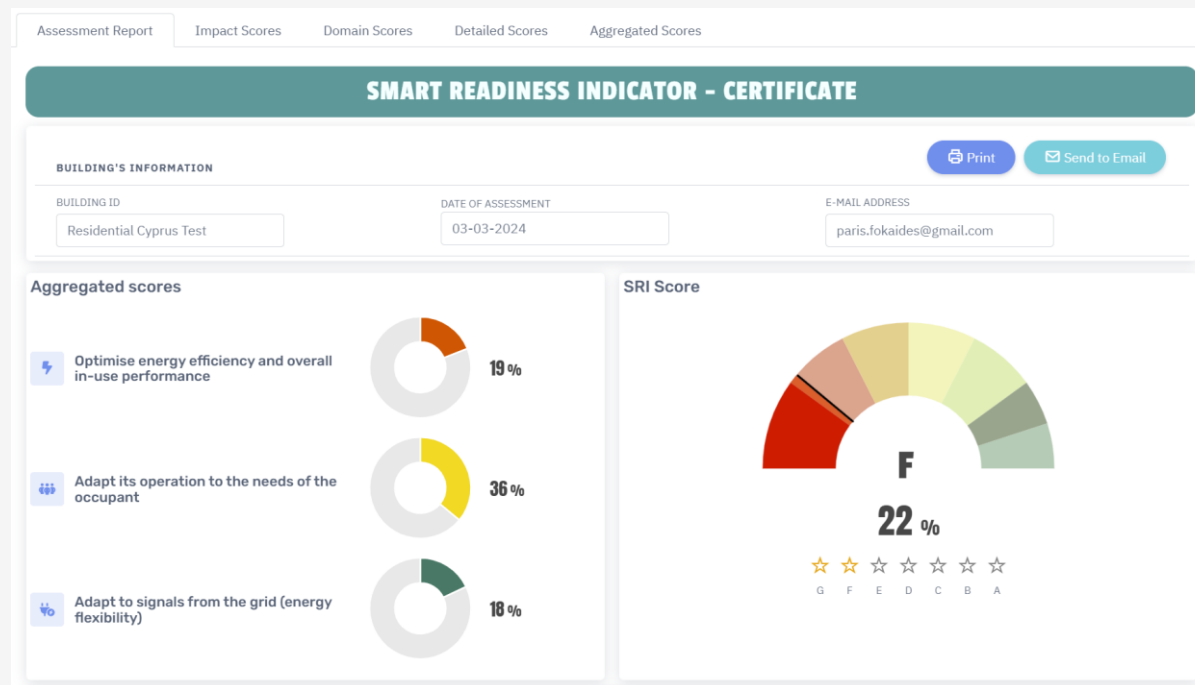 Assessment Report
Impact Scores
Domain Scores
Detailed Scores
Aggregated Scores
SMART READINESS INDICATOR - CERTIFICATE
BUILDING'S INFORMATION
Print
Send to Email
BUILDING ID
Residential Cyprus Test
DATE OF ASSESSMENT
03-03-2024
E-MAIL ADDRESS
paris.fokaides@gmail.com
Aggregated scores
Optimise energy efficiency and overall
in-use performance
19 %
Adapt its operation to the needs of the
occupant
36 %
Adapt to signals from the grid (energy
flexibility)
18 %
SRI Score
F
22 %
G F E D C B A